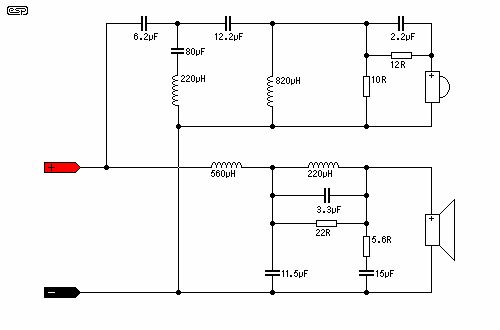 esp
6.2µF
12.2µF
2.2µF
80µF
12R
220µH
820µH
10R
+
+
560µH
220µH
3.3µF
22R
+
5.6R
11.5µF
15µF
−